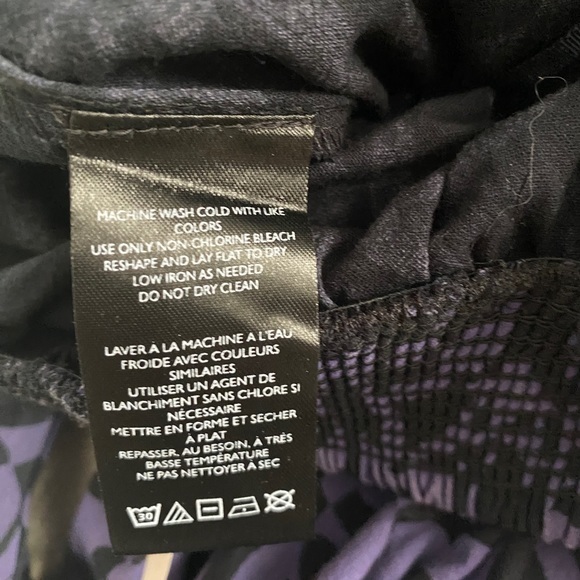 MACHINE WASH COLD WITH LIKE
COLORS
USE ONLY NON-CHLORINE BLEACH
RESHAPE AND LAY FLAT TO DRY
LOW IRON AS NEEDED
DO NOT DRY CLEAN
LAVER À LA MACHINE A L'EAU
FROIDE AVEC COULEURS
SIMILAIRES
UTILISER UN AGENT DE
BLANCHIMENT SANS CHLORE SI
NÉCESSAIRE
METTRE EN FORME ET SECHER
À PLAT
REPASSER, AU BESOIN, À TRÈS
BASSE TEMPÉRATURE
NE PAS NETTOYER À SEC
30